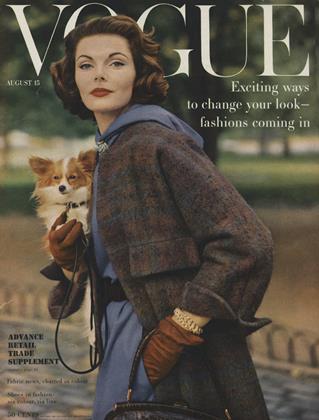 VOGUE
AUGUST 15
Exciting ways
to change your look—
fashions coming in
ADVANCE
RETAIL
TRADE
SUPPLEMENT
Fabric news, charted in colour
Shoes in fashion:
50 CENTS